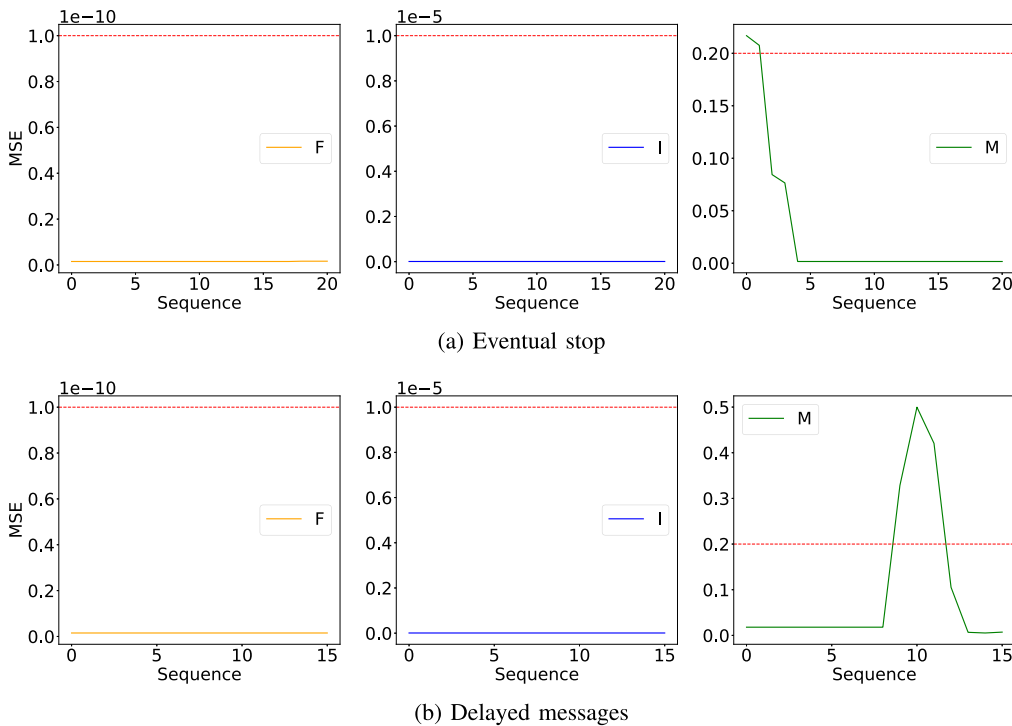 1e−10
1.0
0.8
0.6
0.4
0.2
0.0
MSE
F
0 5 10 15 20
Sequence
1e−5
1.0
0.8
0.6
0.4
0.2
0.0
I
0 5 10 15 20
Sequence
0.20
0.15
0.10
0.05
0.00
M
0 5 10 15 20
Sequence
(a) Eventual stop
1e−10
1.0
0.8
0.6
0.4
0.2
0.0
MSE
F
0 5 10 15
Sequence
1e−5
1.0
0.8
0.6
0.4
0.2
0.0
I
0 5 10 15
Sequence
0.5
0.4
0.3
0.2
0.1
0.0
M
0 5 10 15
Sequence
(b) Delayed messages